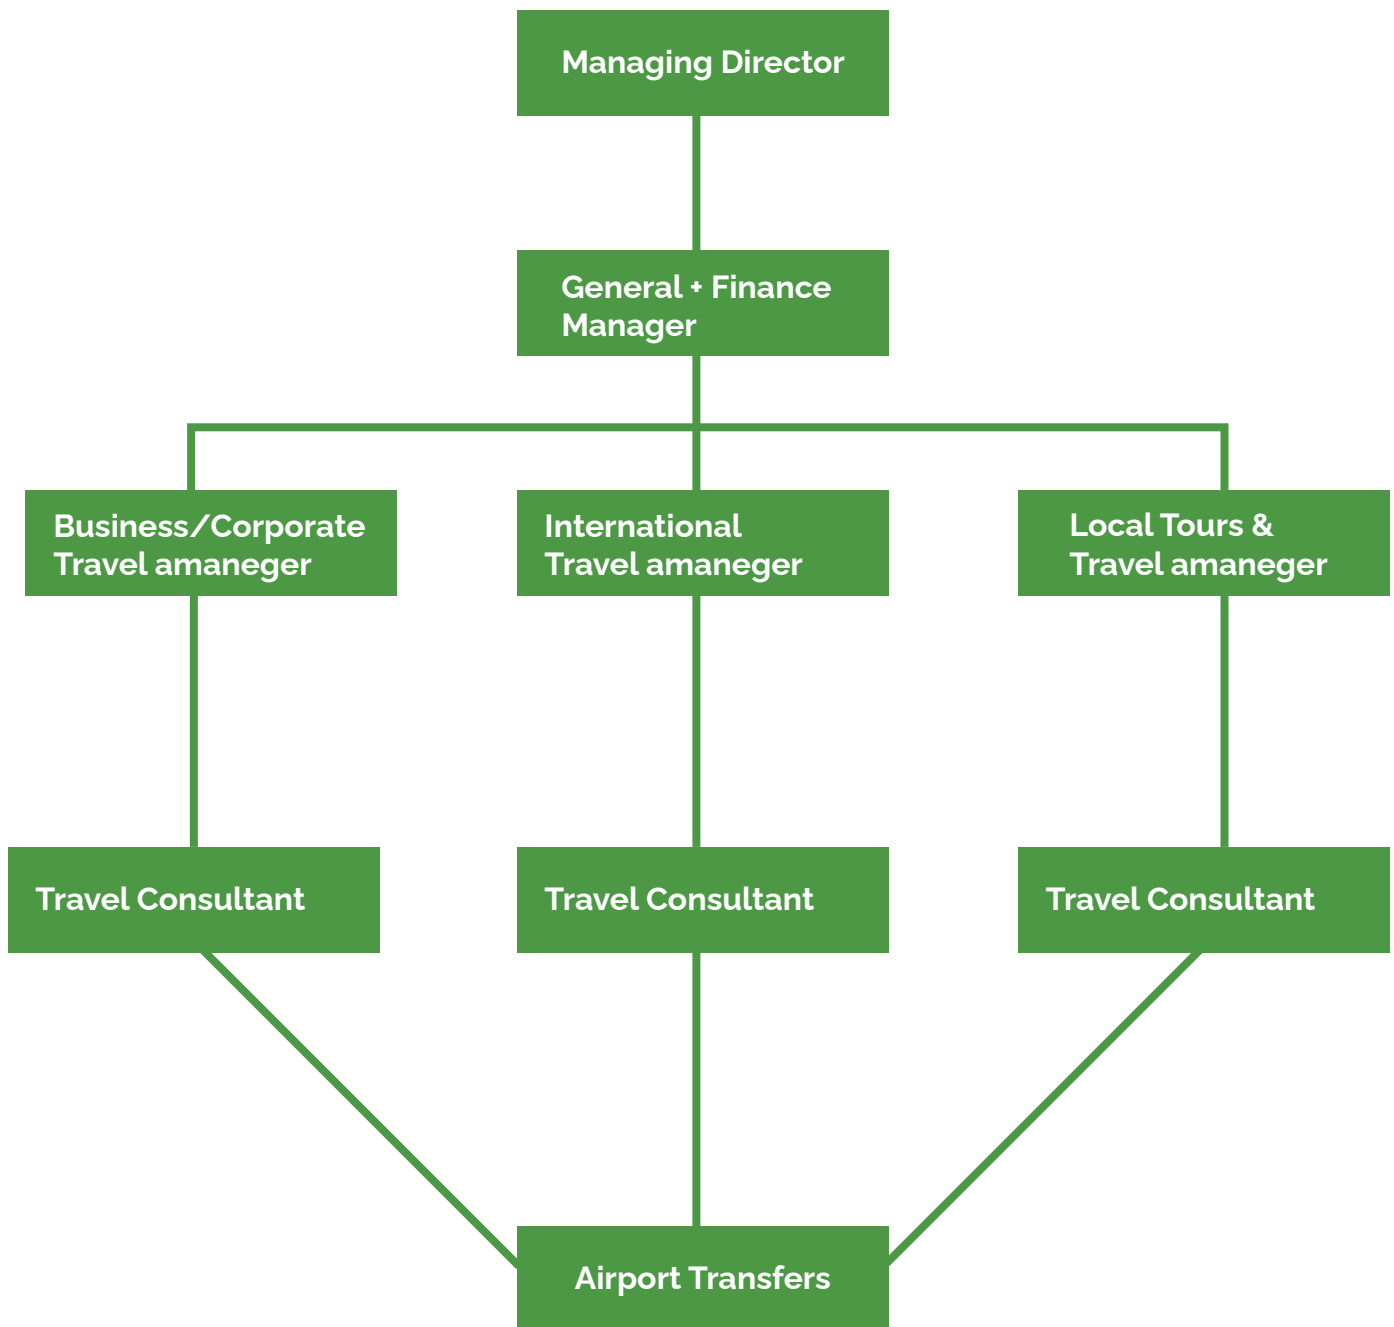 Managing Director
General + Finance
Manager
Business/Corporate
Travel amaneger
International
Travel amaneger
Local Tours &
Travel amaneger
Travel Consultant
Travel Consultant
Travel Consultant
Airport Transfers